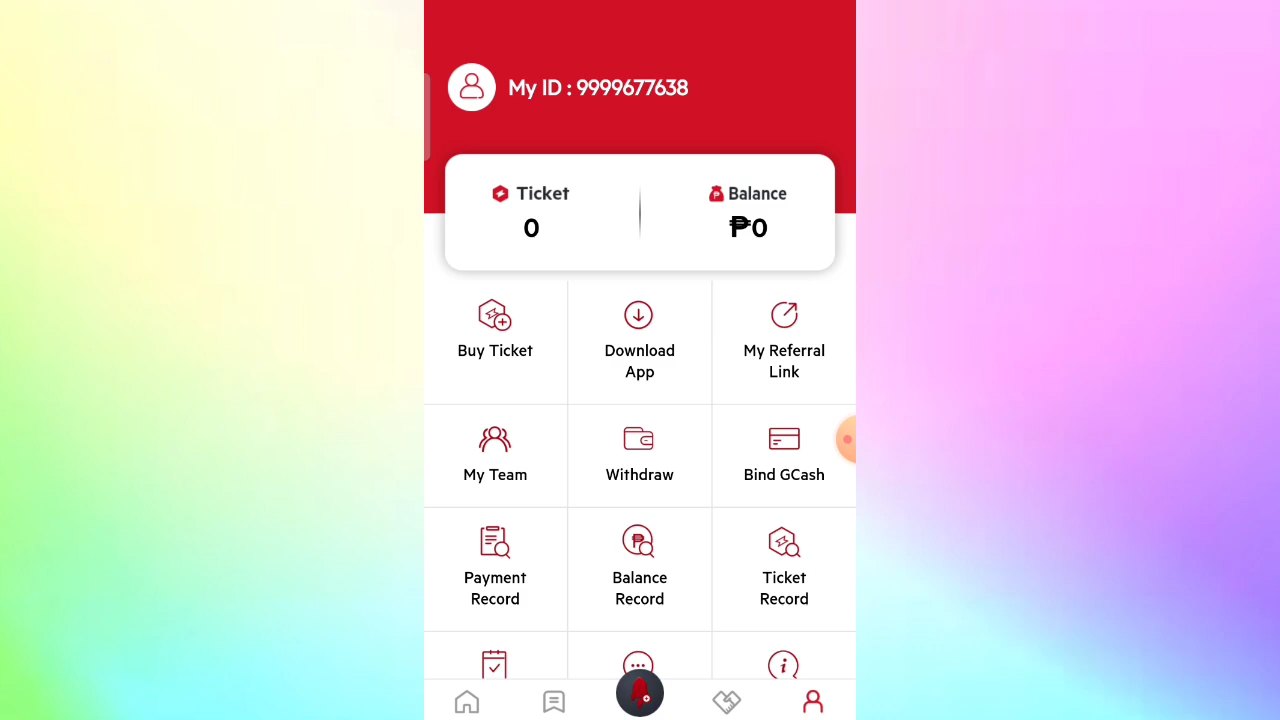 My ID : 9999677638
Ticket
Balance
0
₱0
Buy Ticket
Download
App
My Referral
Link
My Team
Withdraw
Bind GCash
Payment
Record
Balance
Record
Ticket
Record